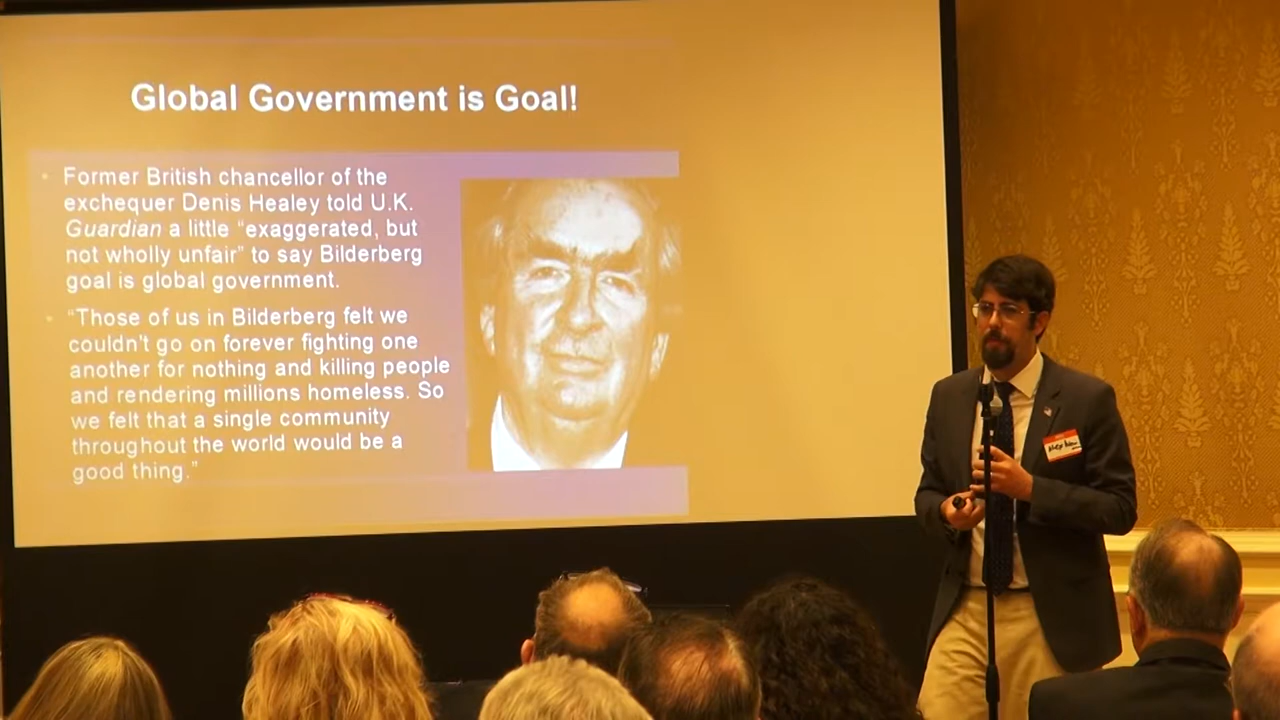 Global Government is Goal!
• Former British chancellor of the
exchequer Denis Healey told U.K.
Guardian a little “exaggerated, but
not wholly unfair” to say Bilderberg
goal is global government.
• “Those of us in Bilderberg felt we
couldn't go on forever fighting one
another for nothing and killing people
and rendering millions homeless. So
we felt that a single community
throughout the world would be a
good thing.”